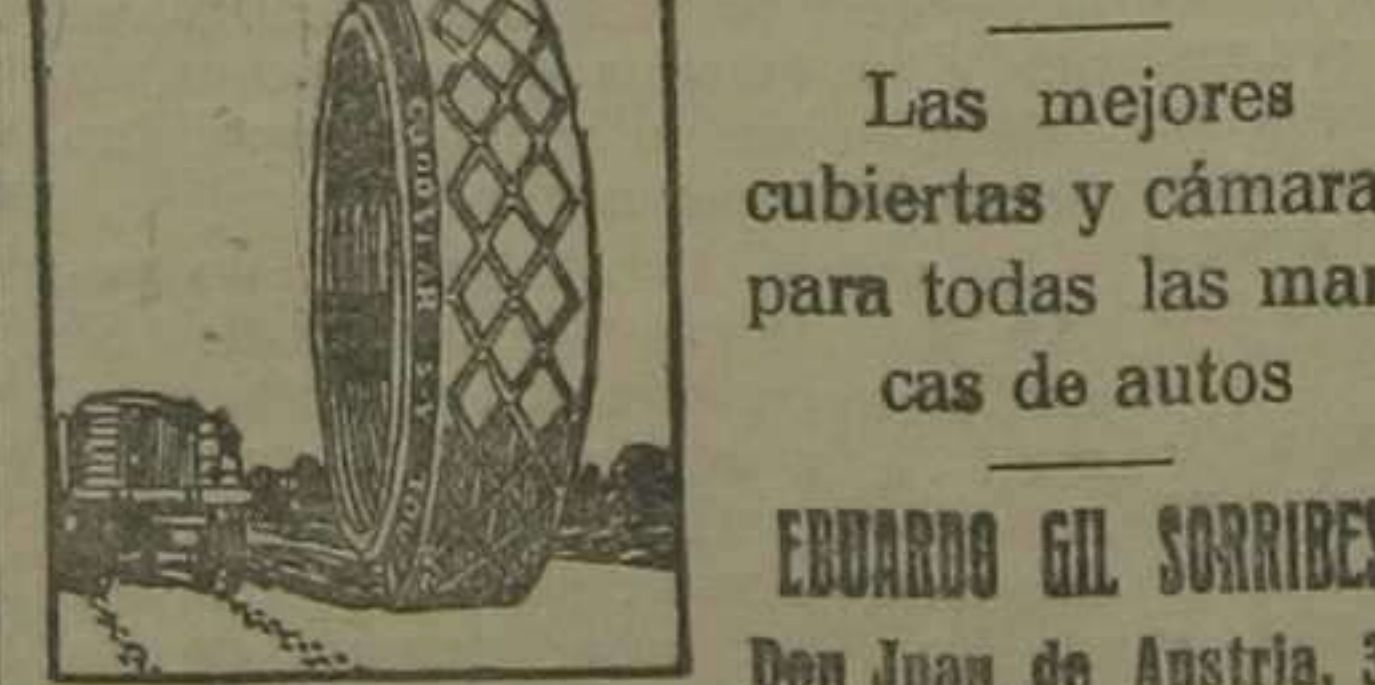 GOODYEAR
Las mejores
cubiertas y cámara
para todas las mar
cas de autos
EDUARDO GIL SORRIBES
Don Juan de Austria, 3